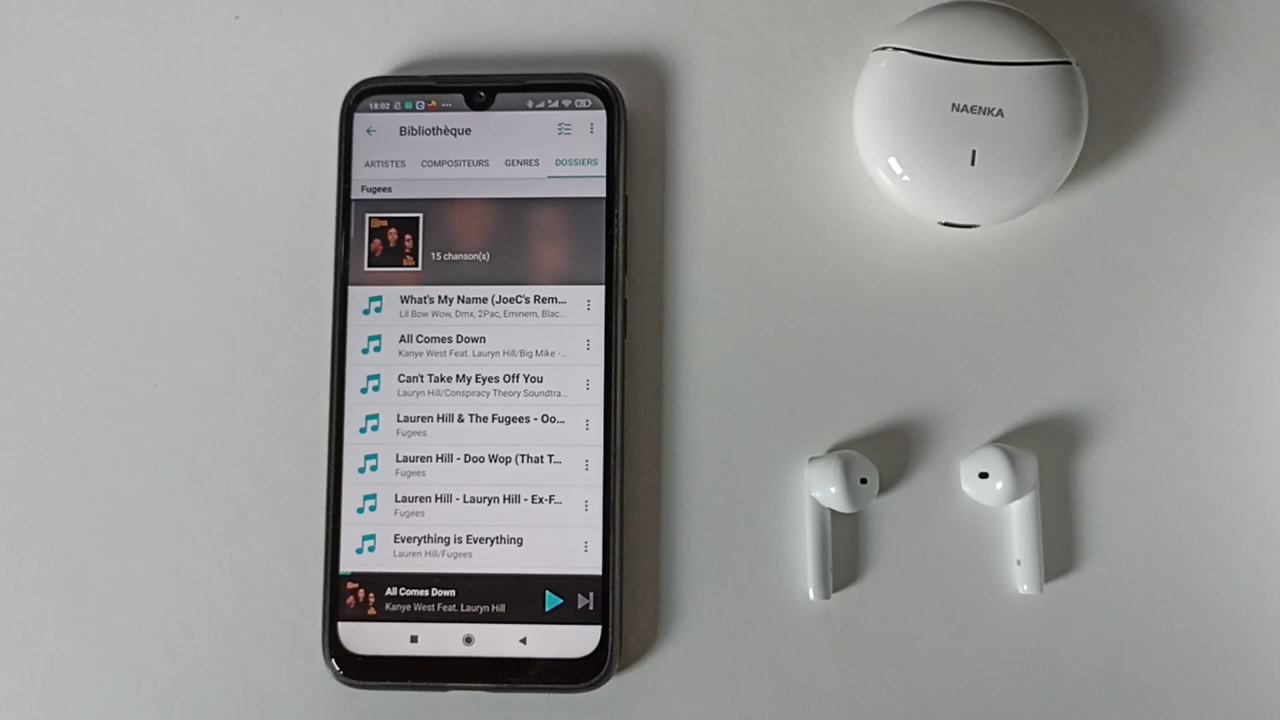 18:02
Bibliothèque
ARTISTES COMPOSITEURS GENRES DOSSIERS
Fugees
15 chanson(s)
What's My Name (JoeC's Rem...
Lil Bow Wow, Dmx, 2Pac, Eminem, Blac...
All Comes Down
Kanye West Feat. Lauryn Hill/Big Mike -...
Can't Take My Eyes Off You
Lauryn Hill/Conspiracy Theory Soundtra...
Lauren Hill & The Fugees - Oo...
Fugees
Lauren Hill - Doo Wop (That T...
Fugees
Lauren Hill - Lauryn Hill - Ex-F...
Fugees
Everything is Everything
Lauren Hill/Fugees
All Comes Down
Kanye West Feat. Lauryn Hill
NAENKA
R